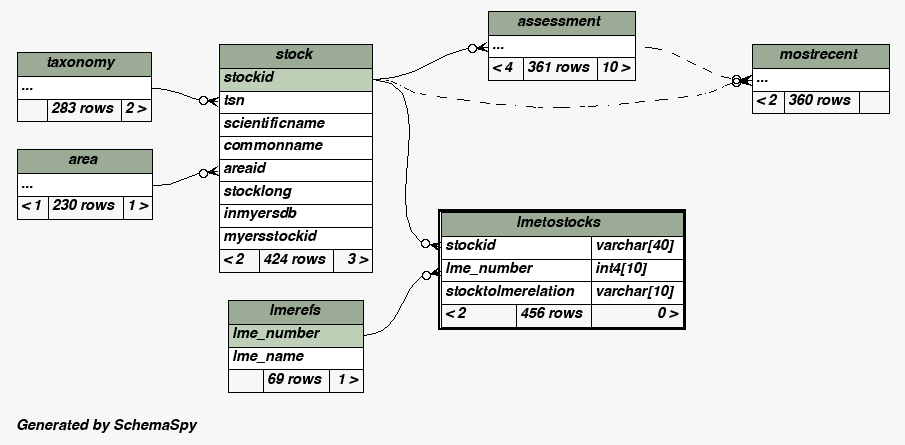 taxonomy
...
283 rows 2 >
area
...
< 1 230 rows 1 >
stock
stockid
tsn
scientificname
commonname
areaid
stocklong
inmyersdb
myersstockid
< 2 424 rows 3 >
assessment
...
< 4 361 rows 10 >
mostrecent
...
< 2 360 rows
lmetostocks
stockid varchar[40]
lme_number int4[10]
stocktolmerelation varchar[10]
< 2 456 rows 0 >
lmerefs
lme_number
lme_name
69 rows 1 >
Generated by SchemaSpy